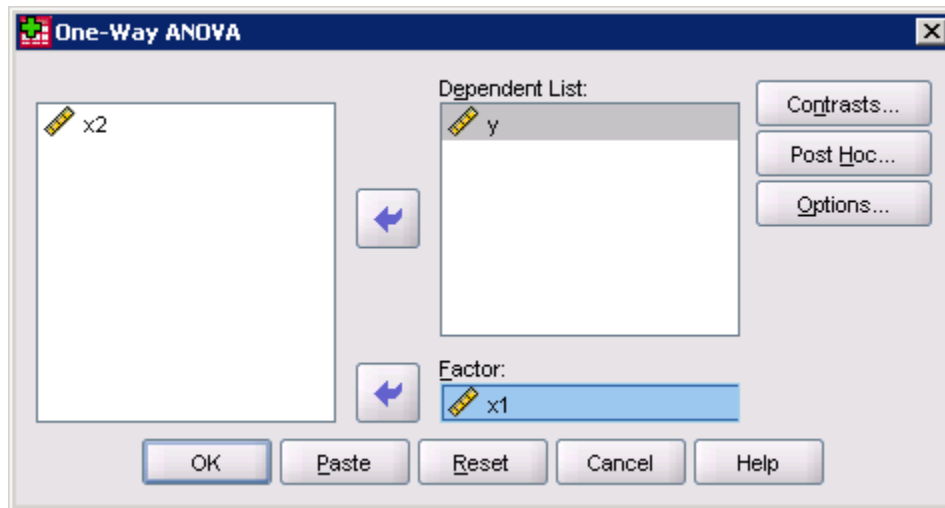 One-Way ANOVA
x2
Dependent List:
y
Contrasts...
Post Hoc...
Options...
Factor:
x1
OK
Paste
Reset
Cancel
Help